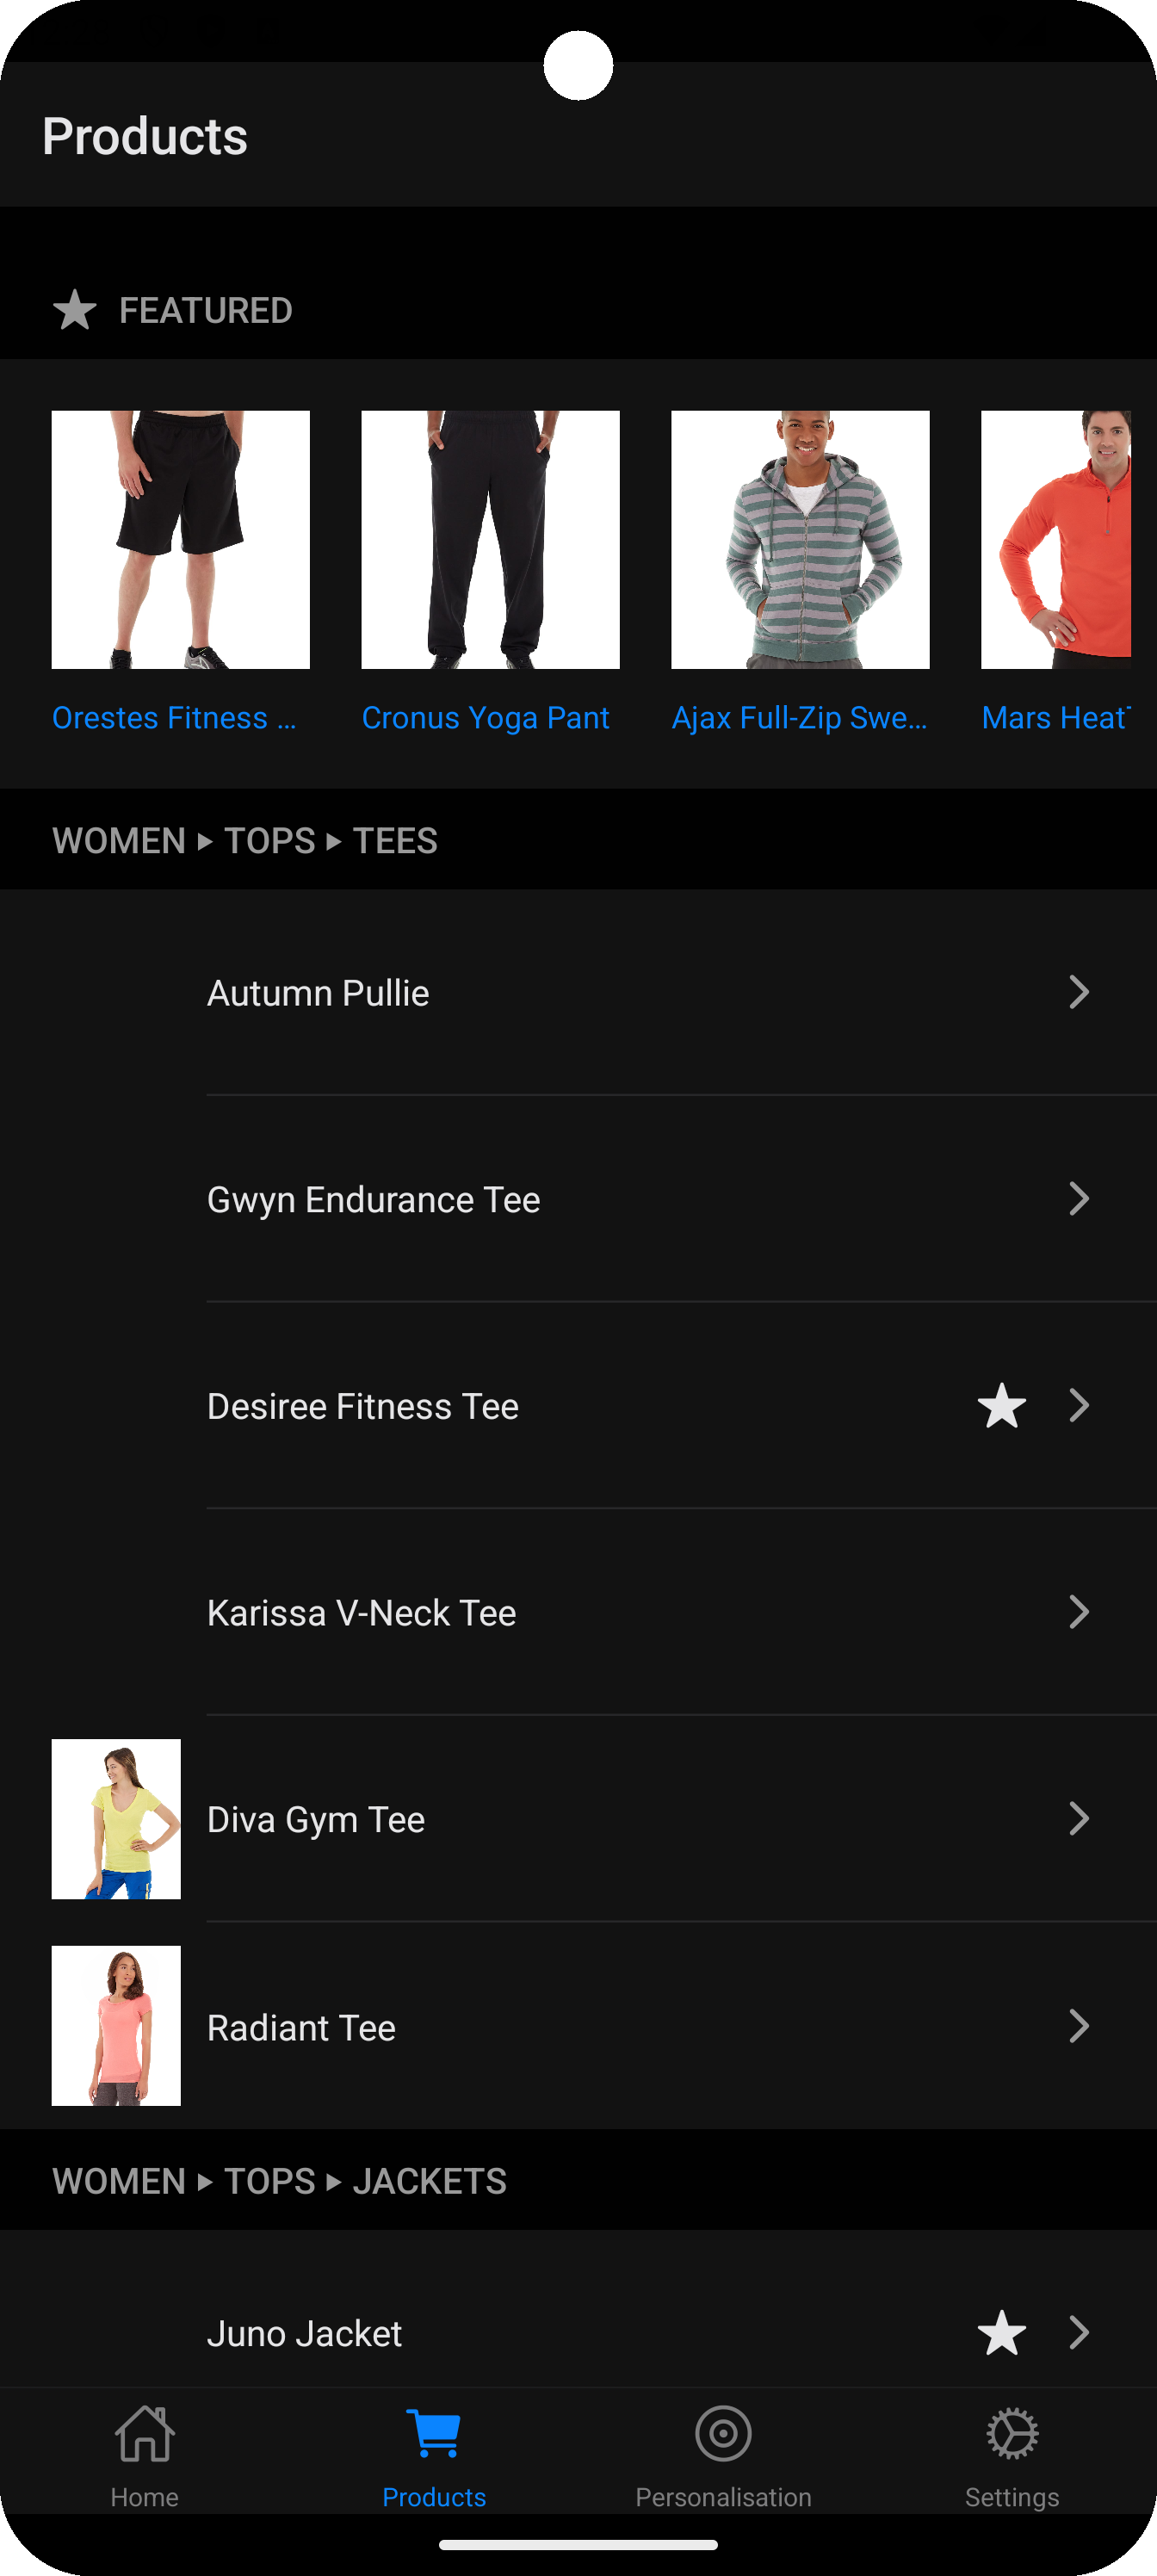 Products
FEATURED
Orestes Fitness ...
Cronus Yoga Pant
Ajax Full-Zip Swe...
Mars Heat
WOMEN ▸ TOPS ▸ TEES
Autumn Pullie
Gwyn Endurance Tee
Desiree Fitness Tee
Karissa V-Neck Tee
Diva Gym Tee
Radiant Tee
WOMEN ▸ TOPS ▸ JACKETS
Juno Jacket
Home
Products
Personalisation
Settings